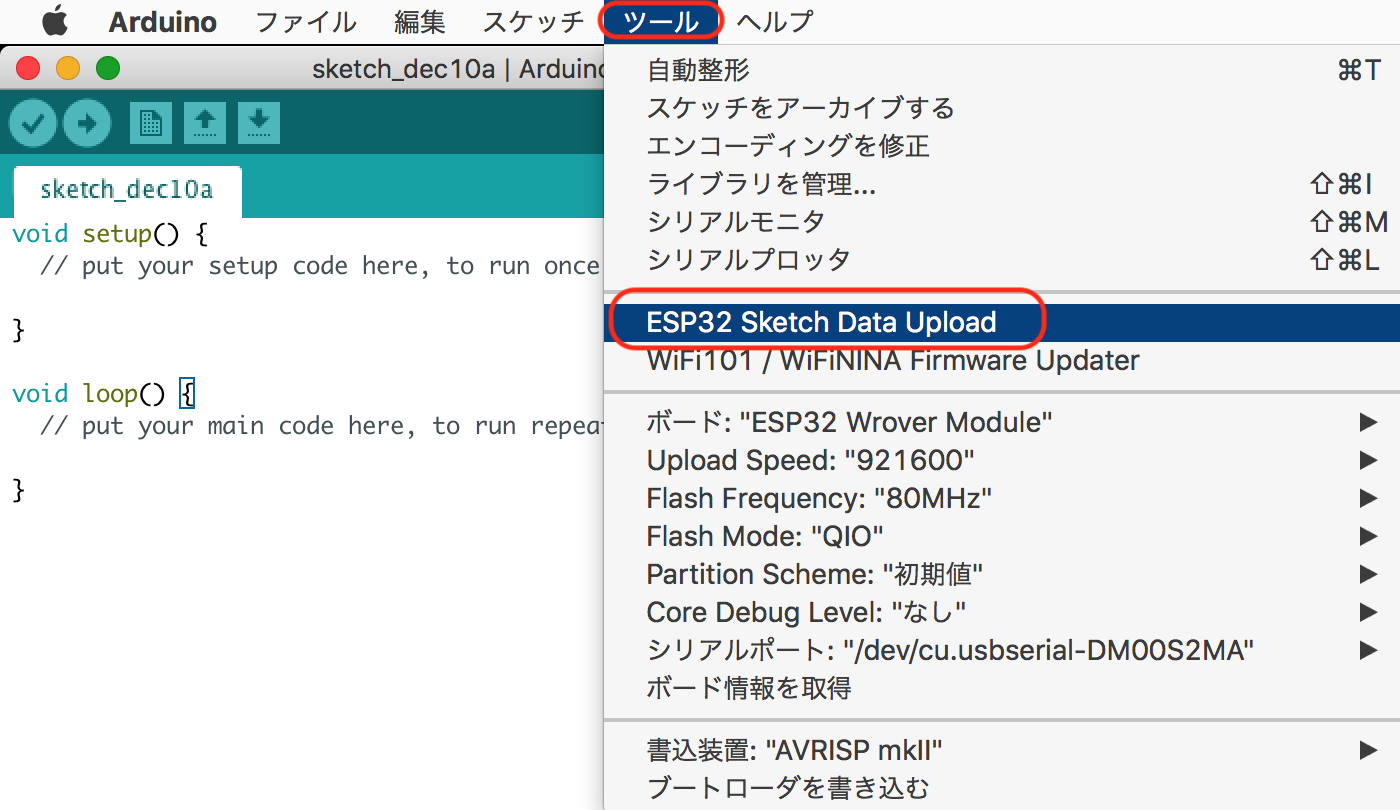 Arduino ファイル 編集 スケッチ ツール ヘルプ
sketch_dec10a | Arduino
sketch_dec10a
void setup() {
// put your setup code here, to run once
}
void loop() {
// put your main code here, to run repea
}
自動整形 ⌘T
スケッチをアーカイブする
エンコーディングを修正
ライブラリを管理... ⇧⌘I
シリアルモニタ ⇧⌘M
シリアルプロッタ ⇧⌘L
ESP32 Sketch Data Upload
WiFi101 / WiFiNINA Firmware Updater
ボード: "ESP32 Wrover Module"
Upload Speed: "921600"
Flash Frequency: "80MHz"
Flash Mode: "QIO"
Partition Scheme: "初期値"
Core Debug Level: "なし"
シリアルポート: "/dev/cu.usbserial-DM00S2MA"
ボード情報を取得
書込装置: "AVRISP mkII"
ブートローダを書き込む